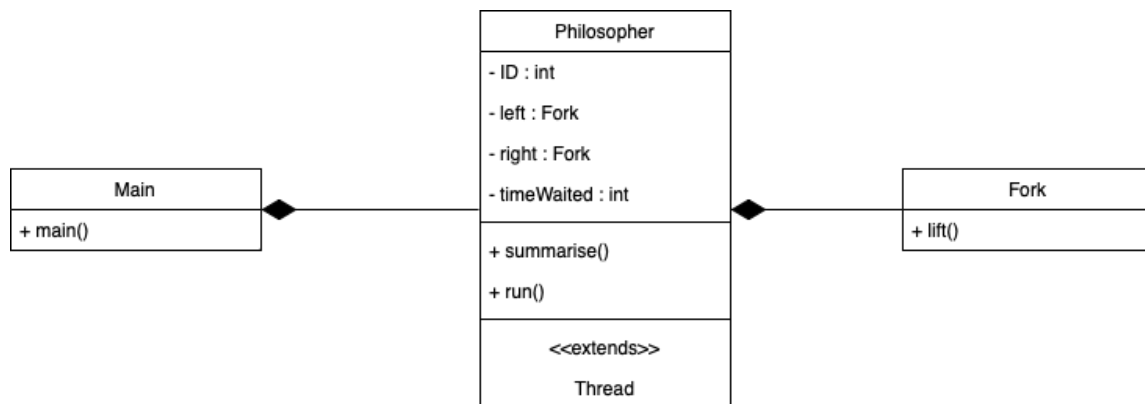 Philosopher
- ID : int
- left : Fork
- right : Fork
- timeWaited : int
+ summarise()
+ run()
<<extends>>
Thread
Main
+ main()
Fork
+ lift()